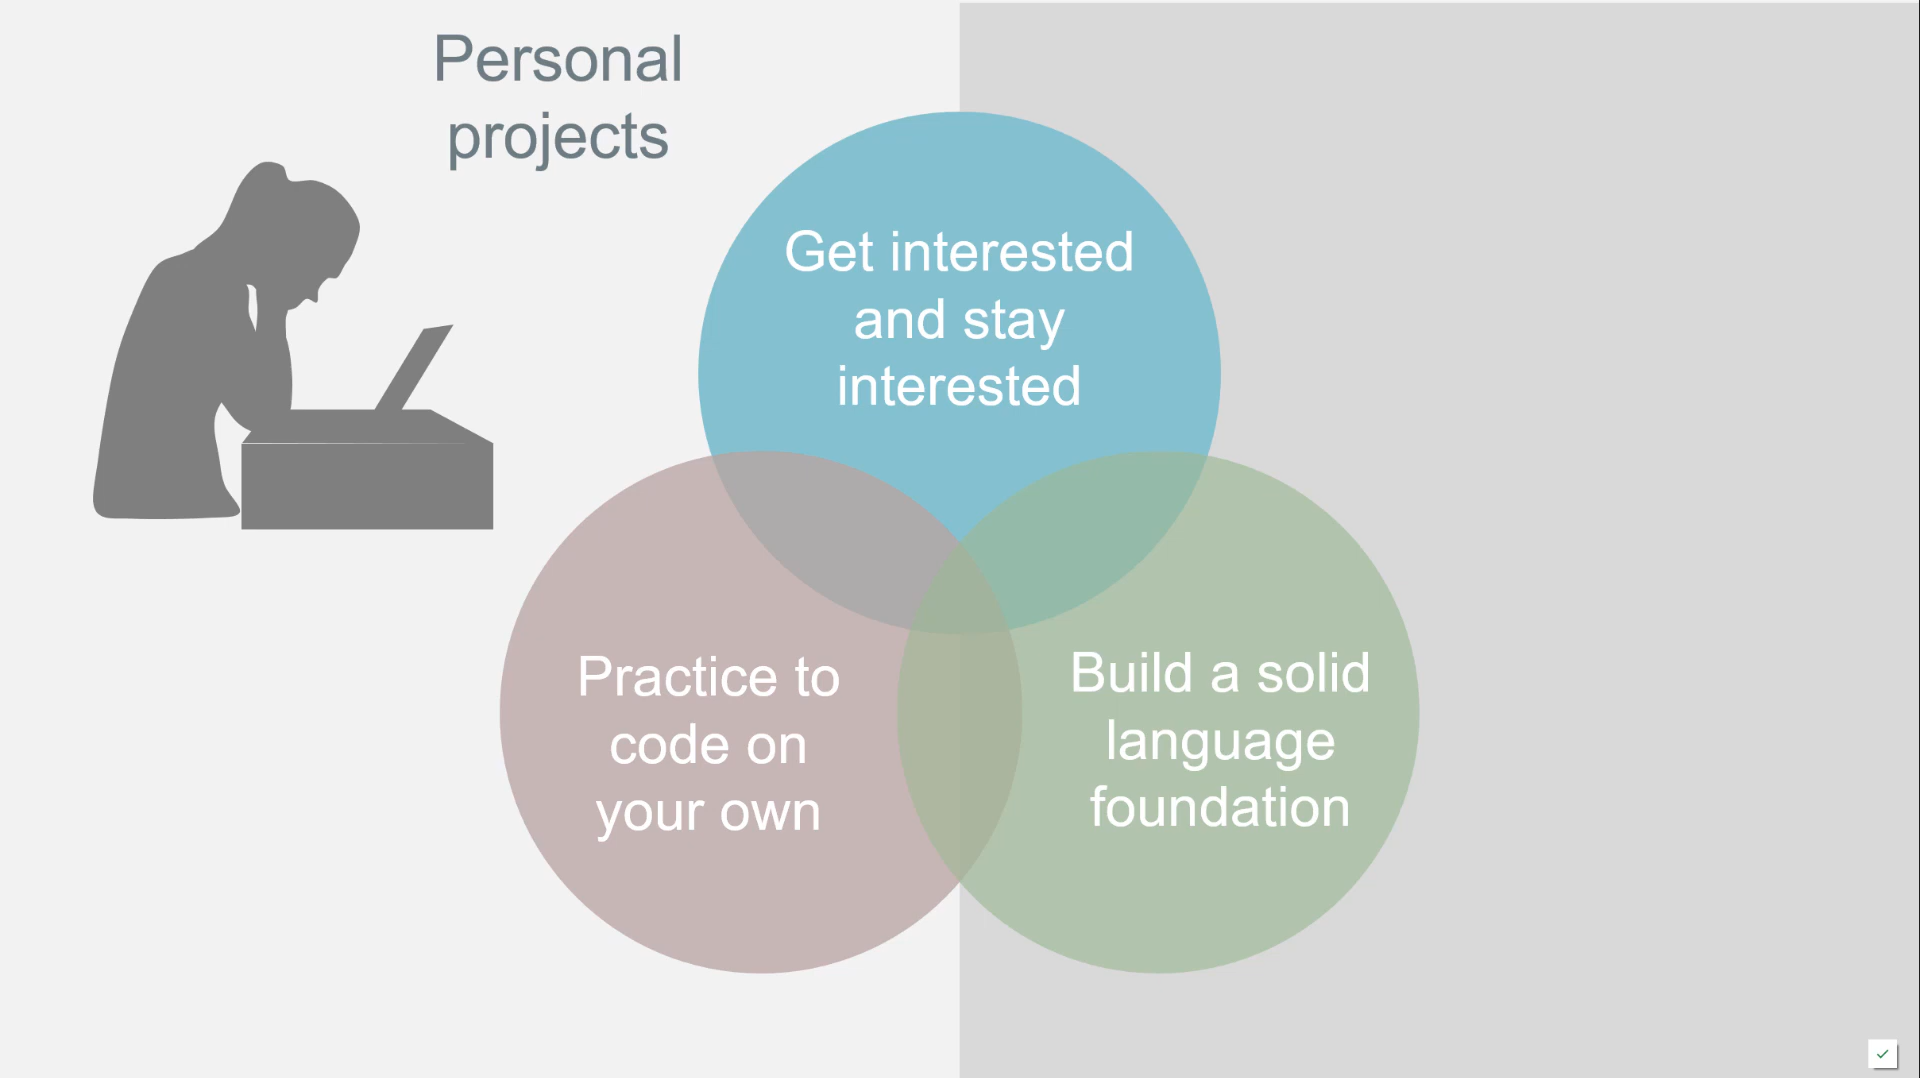 Personal
projects
Get interested
and stay
interested
Practice to
code on
your own
Build a solid
language
foundation